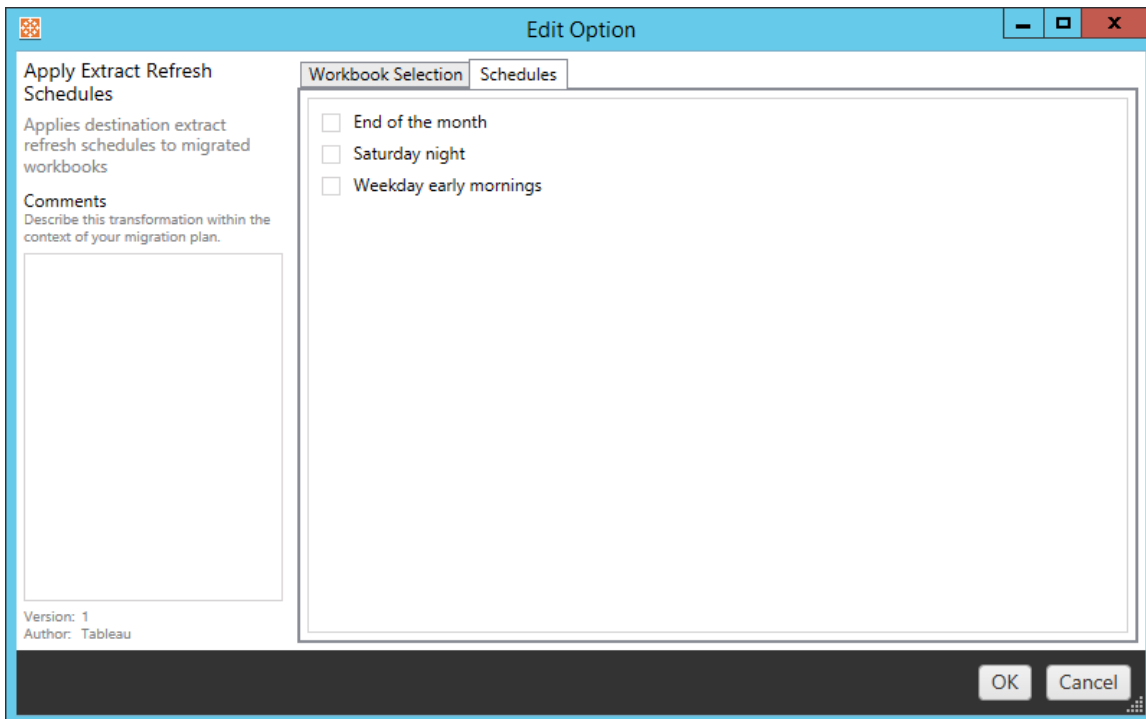 Edit Option
Apply Extract Refresh
Schedules
Applies destination extract
refresh schedules to migrated
workbooks
Comments
Describe this transformation within the
context of your migration plan.
Version: 1
Author: Tableau
Workbook Selection
Schedules
End of the month
Saturday night
Weekday early mornings
OK
Cancel